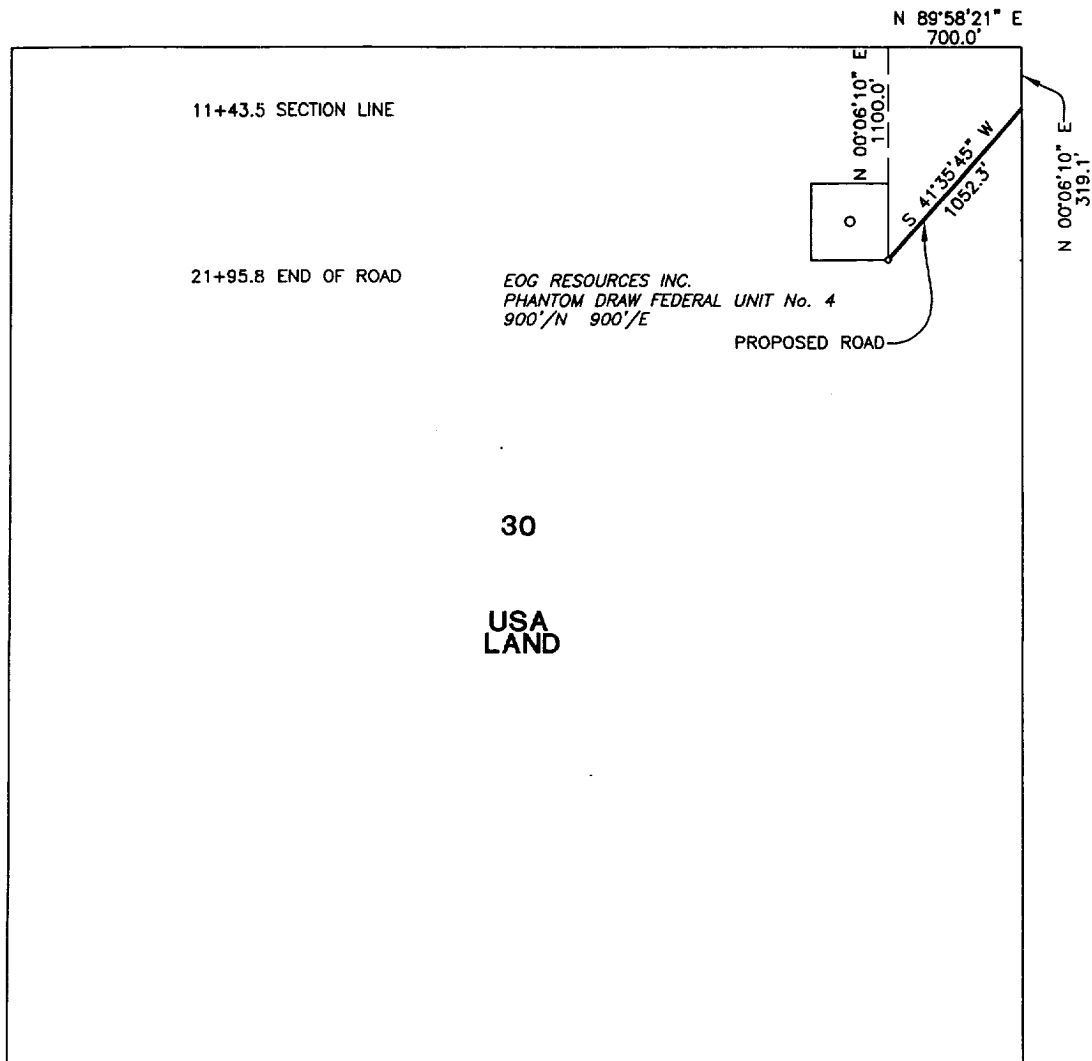 N 89°58'21" E
700.0'
11+43.5 SECTION LINE
N 00°06'10" E
1100.0'
N 00°06'10" E
319.1'
S 41°35'45" W
1052.3'
21+95.8 END OF ROAD
EOG RESOURCES INC.
PHANTOM DRAW FEDERAL UNIT No. 4
900'/N 900'/E
PROPOSED ROAD
30
USA
LAND